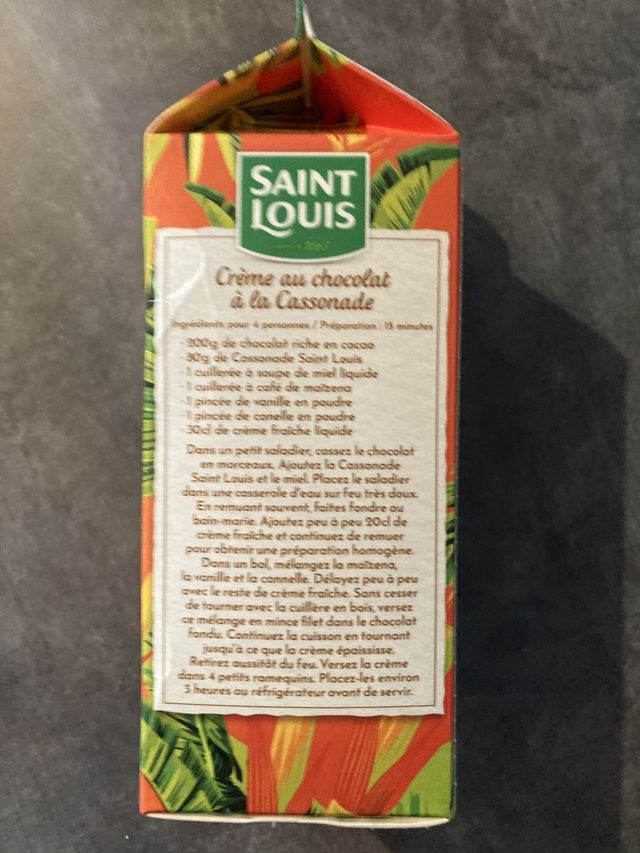 SAINT
LOUIS
depuis 1865
Crème au chocolat
à la Cassonade
Ingrédients pour 4 personnes / Préparation : 15 minutes
- 200g de chocolat riche en cacao
- 80g de Cassonade Saint Louis
- 1 cuillerée à soupe de miel liquide
- 1 cuillerée à café de maïzena
- 1 pincée de vanille en poudre
- 1 pincée de canelle en poudre
- 30cl de crème fraîche liquide
Dans un petit saladier, cassez le chocolat
en morceaux. Ajoutez la Cassonade
Saint Louis et le miel. Placez le saladier
dans une casserole d'eau sur feu très doux.
En remuant souvent, faites fondre au
bain-marie. Ajoutez peu à peu 20cl de
crème fraîche et continuez de remuer
pour obtenir une préparation homogène.
Dans un bol, mélangez la maïzena,
la vanille et la cannelle. Délayez peu à peu
avec le reste de crème fraîche. Sans cesser
de tourner avec la cuillère en bois, versez
ce mélange en mince filet dans le chocolat
fondu. Continuez la cuisson en tournant
jusqu'à ce que la crème épaississe.
Retirez aussitôt du feu. Versez la crème
dans 4 petits ramequins. Placez-les environ
3 heures au réfrigérateur avant de servir.